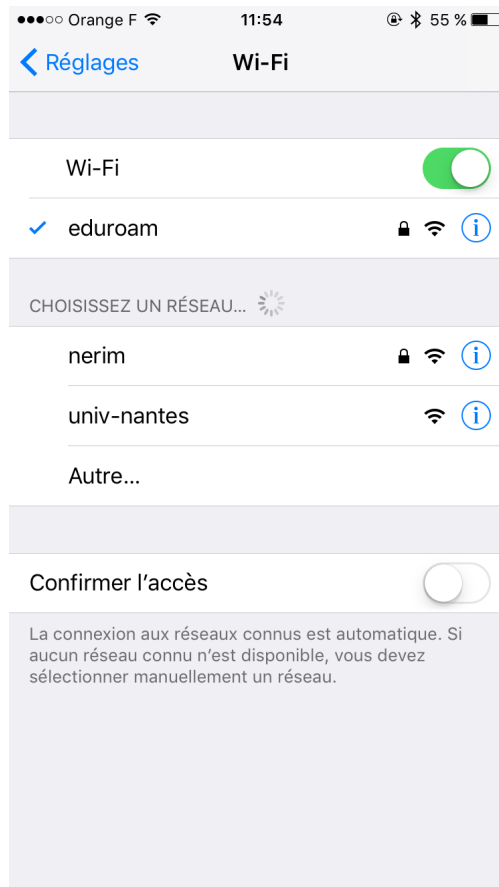 Orange F 11:54 55 %
Réglages Wi-Fi
Wi-Fi
eduroam
CHOISISSEZ UN RÉSEAU...
nerim
univ-nantes
Autre...
Confirmer l'accès
La connexion aux réseaux connus est automatique. Si
aucun réseau connu n'est disponible, vous devez
sélectionner manuellement un réseau.